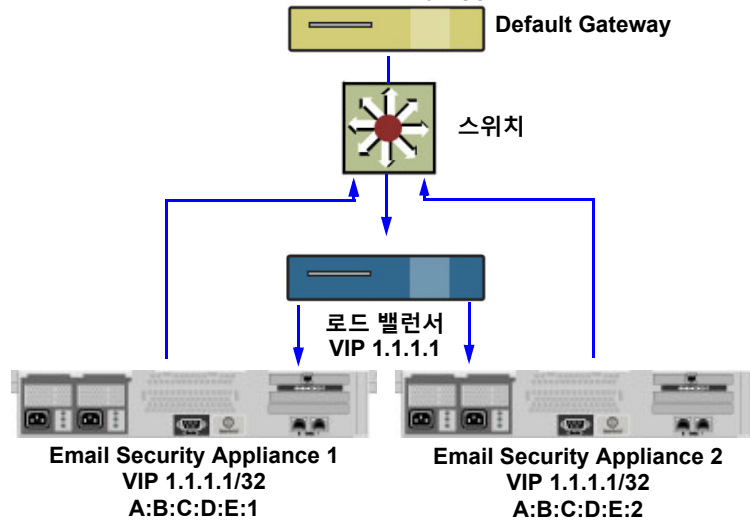 Default Gateway
스위치
로드 밸런서
VIP 1.1.1.1
Email Security Appliance 1
VIP 1.1.1.1/32
A:B:C:D:E:1
Email Security Appliance 2
VIP 1.1.1.1/32
A:B:C:D:E:2